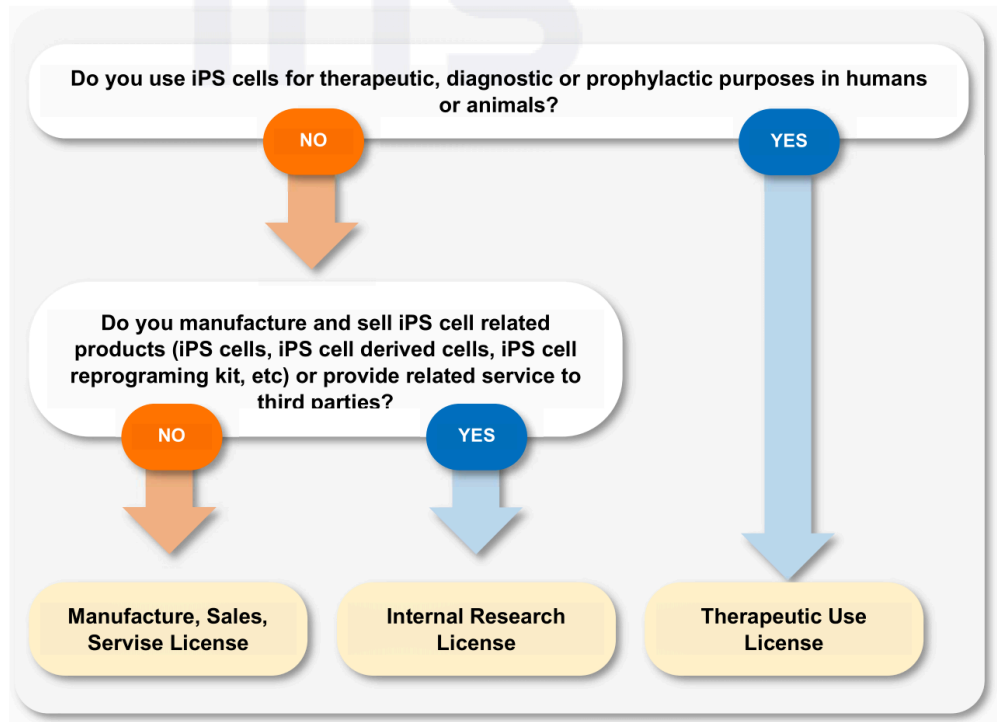 Do you use iPS cells for therapeutic, diagnostic or prophylactic purposes in humans
or animals?
NO
YES
Do you manufacture and sell iPS cell related
products (iPS cells, iPS cell derived cells, iPS cell
reprograming kit, etc) or provide related service to
third parties?
NO
YES
Manufacture, Sales,
Servise License
Internal Research
License
Therapeutic Use
License